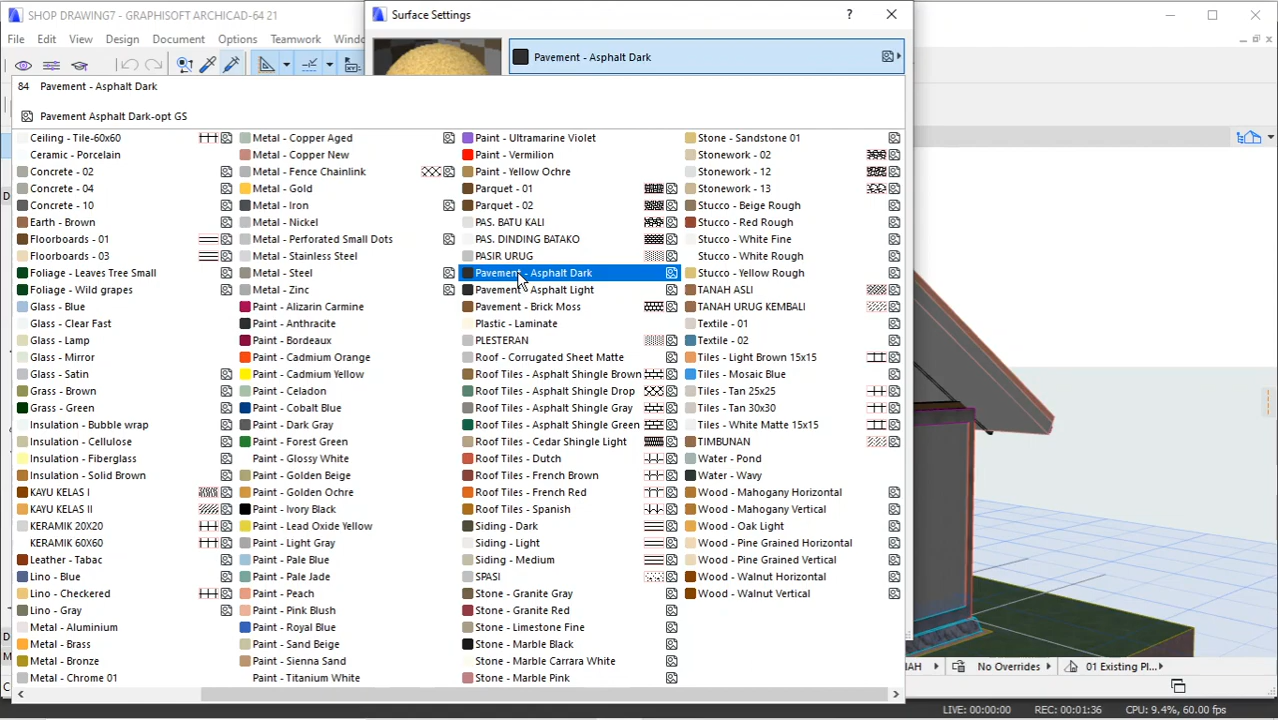 SHOP DRAWING7 - GRAPHISOFT ARCHICAD-64 21
Surface Settings
?
File Edit View Design Document Options Teamwork Windo
Pavement - Asphalt Dark
84 Pavement - Asphalt Dark
Pavement Asphalt Dark-opt GS
Ceiling - Tile-60x60
Ceramic - Porcelain
Concrete - 02
Concrete - 04
Concrete - 10
Earth - Brown
Floorboards - 01
Floorboards - 03
Foliage - Leaves Tree Small
Foliage - Wild grapes
Glass - Blue
Glass - Clear Fast
Glass - Lamp
Glass - Mirror
Glass - Satin
Grass - Brown
Grass - Green
Insulation - Bubble wrap
Insulation - Cellulose
Insulation - Fiberglass
Insulation - Solid Brown
KAYU KELAS I
KAYU KELAS II
KERAMIK 20X20
KERAMIK 60X60
Leather - Tabac
Lino - Blue
Lino - Checkered
Lino - Gray
Metal - Aluminium
Metal - Brass
Metal - Bronze
Metal - Chrome 01
Metal - Copper Aged
Metal - Copper New
Metal - Fence Chainlink
Metal - Gold
Metal - Iron
Metal - Nickel
Metal - Perforated Small Dots
Metal - Stainless Steel
Metal - Steel
Metal - Zinc
Paint - Alizarin Carmine
Paint - Anthracite
Paint - Bordeaux
Paint - Cadmium Orange
Paint - Cadmium Yellow
Paint - Celadon
Paint - Cobalt Blue
Paint - Dark Gray
Paint - Forest Green
Paint - Glossy White
Paint - Golden Beige
Paint - Golden Ochre
Paint - Ivory Black
Paint - Lead Oxide Yellow
Paint - Light Gray
Paint - Pale Blue
Paint - Pale Jade
Paint - Peach
Paint - Pink Blush
Paint - Royal Blue
Paint - Sand Beige
Paint - Sienna Sand
Paint - Titanium White
Paint - Ultramarine Violet
Paint - Vermilion
Paint - Yellow Ochre
Parquet - 01
Parquet - 02
PAS. BATU KALI
PAS. DINDING BATAKO
PASIR URUG
Pavement - Asphalt Dark
Pavement - Asphalt Light
Pavement - Brick Moss
Plastic - Laminate
PLESTERAN
Roof - Corrugated Sheet Matte
Roof Tiles - Asphalt Shingle Brown
Roof Tiles - Asphalt Shingle Drop
Roof Tiles - Asphalt Shingle Gray
Roof Tiles - Asphalt Shingle Green
Roof Tiles - Cedar Shingle Light
Roof Tiles - Dutch
Roof Tiles - French Brown
Roof Tiles - French Red
Roof Tiles - Spanish
Siding - Dark
Siding - Light
Siding - Medium
SPASI
Stone - Granite Gray
Stone - Granite Red
Stone - Limestone Fine
Stone - Marble Black
Stone - Marble Carrara White
Stone - Marble Pink
Stone - Sandstone 01
Stonework - 02
Stonework - 12
Stonework - 13
Stucco - Beige Rough
Stucco - Red Rough
Stucco - White Fine
Stucco - White Rough
Stucco - Yellow Rough
TANAH ASLI
TANAH URUG KEMBALI
Textile - 01
Textile - 02
Tiles - Light Brown 15x15
Tiles - Mosaic Blue
Tiles - Tan 25x25
Tiles - Tan 30x30
Tiles - White Matte 15x15
TIMBUNAN
Water - Pond
Water - Wavy
Wood - Mahogany Horizontal
Wood - Mahogany Vertical
Wood - Oak Light
Wood - Pine Grained Horizontal
Wood - Pine Grained Vertical
Wood - Walnut Horizontal
Wood - Walnut Vertical
IAH No Overrides 01 Existing Pl...
LIVE: 00:00:00 REC: 00:01:36 CPU: 9.4%, 60.00 fps